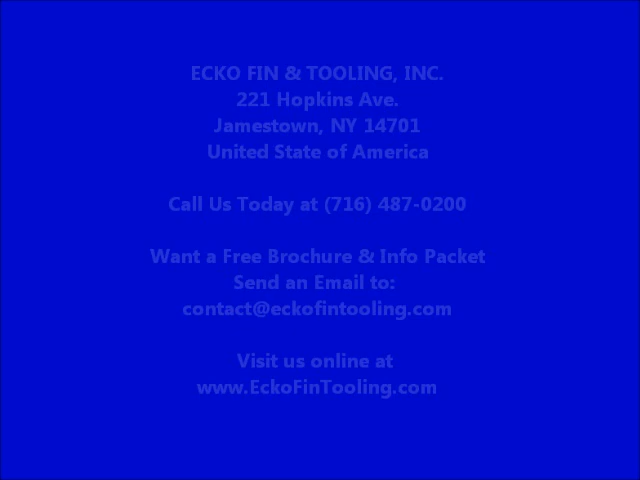 ECKO FIN & TOOLING, INC.
221 Hopkins Ave.
Jamestown, NY 14701
United State of America
Call Us Today at (716) 487-0200
Want a Free Brochure & Info Packet
Send an Email to:
contact@eckofintooling.com
Visit us online at
www.EckoFinTooling.com